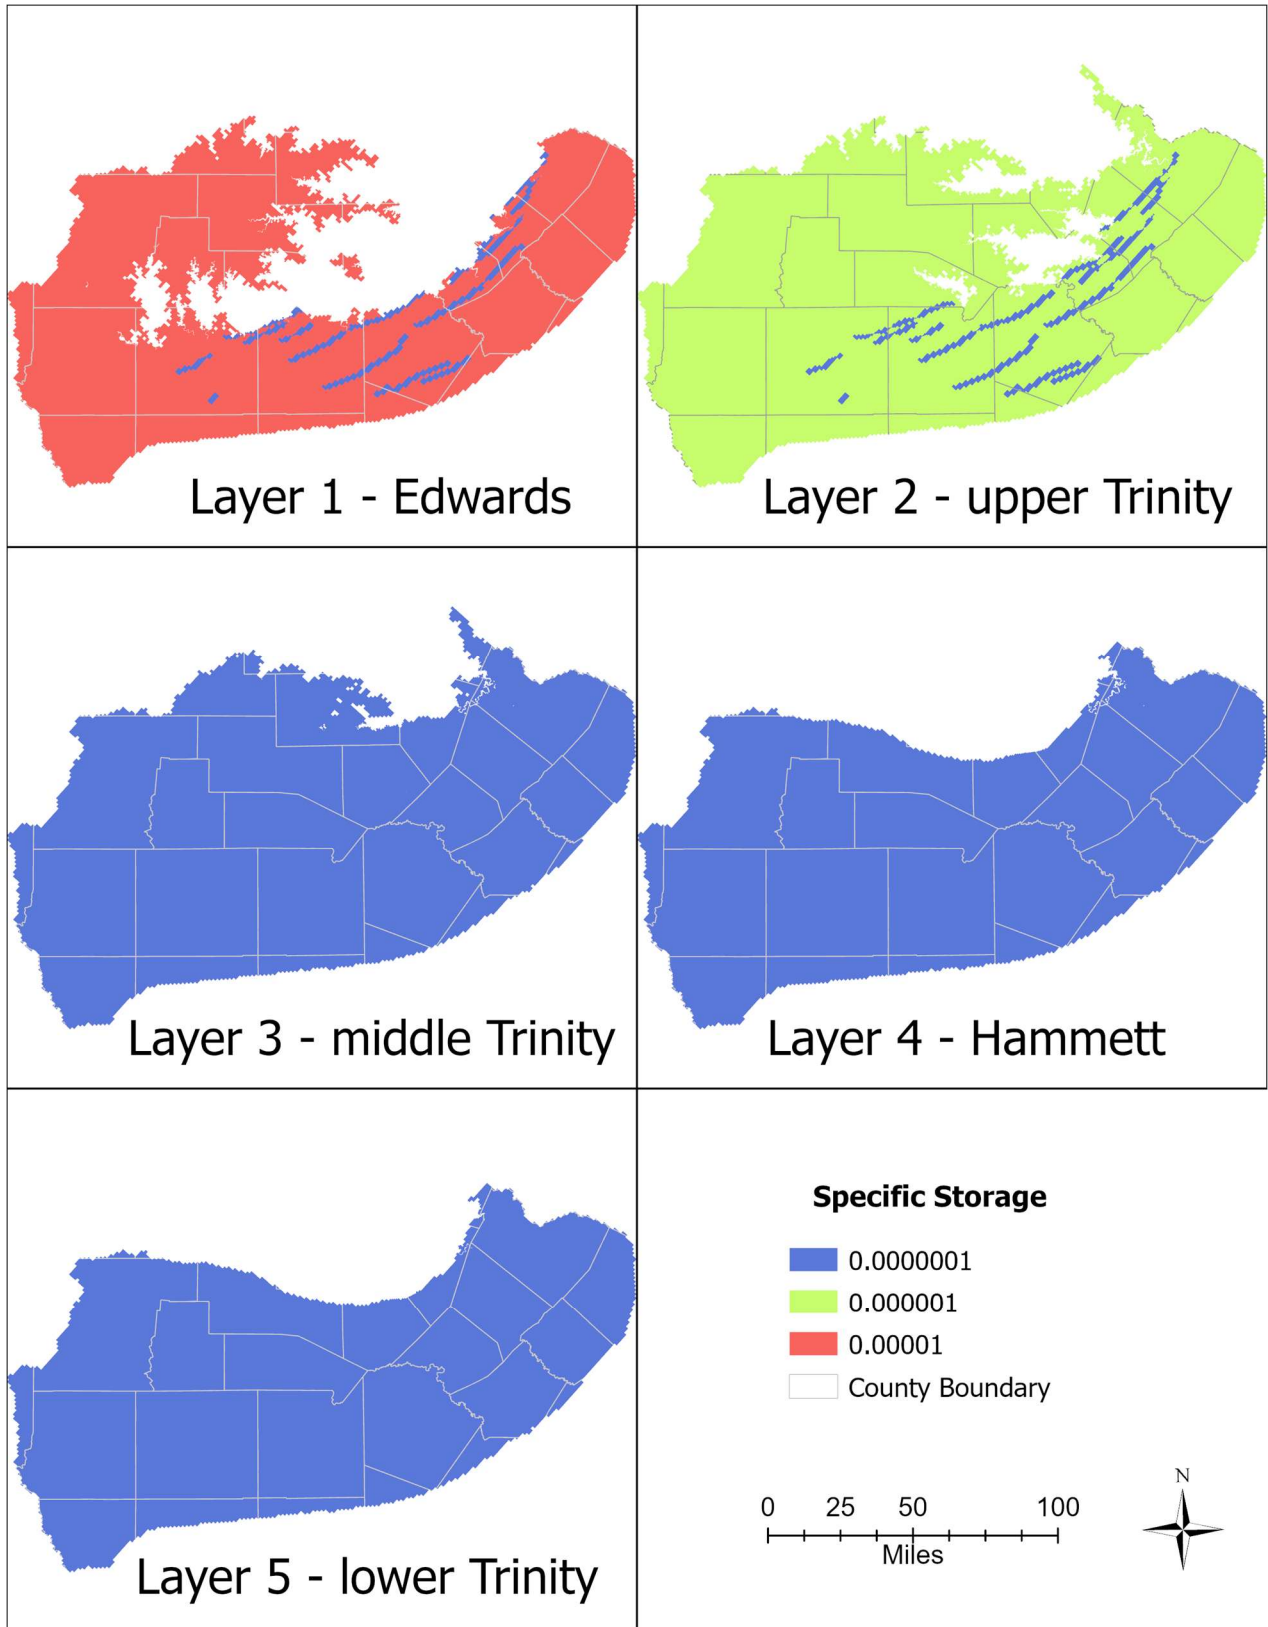 Layer 1 - Edwards
Layer 2 - upper Trinity
Layer 3 - middle Trinity
Layer 4 - Hammett
Layer 5 - lower Trinity
Specific Storage
0.0000001
0.000001
0.00001
County Boundary
N
0 25 50 100
Miles